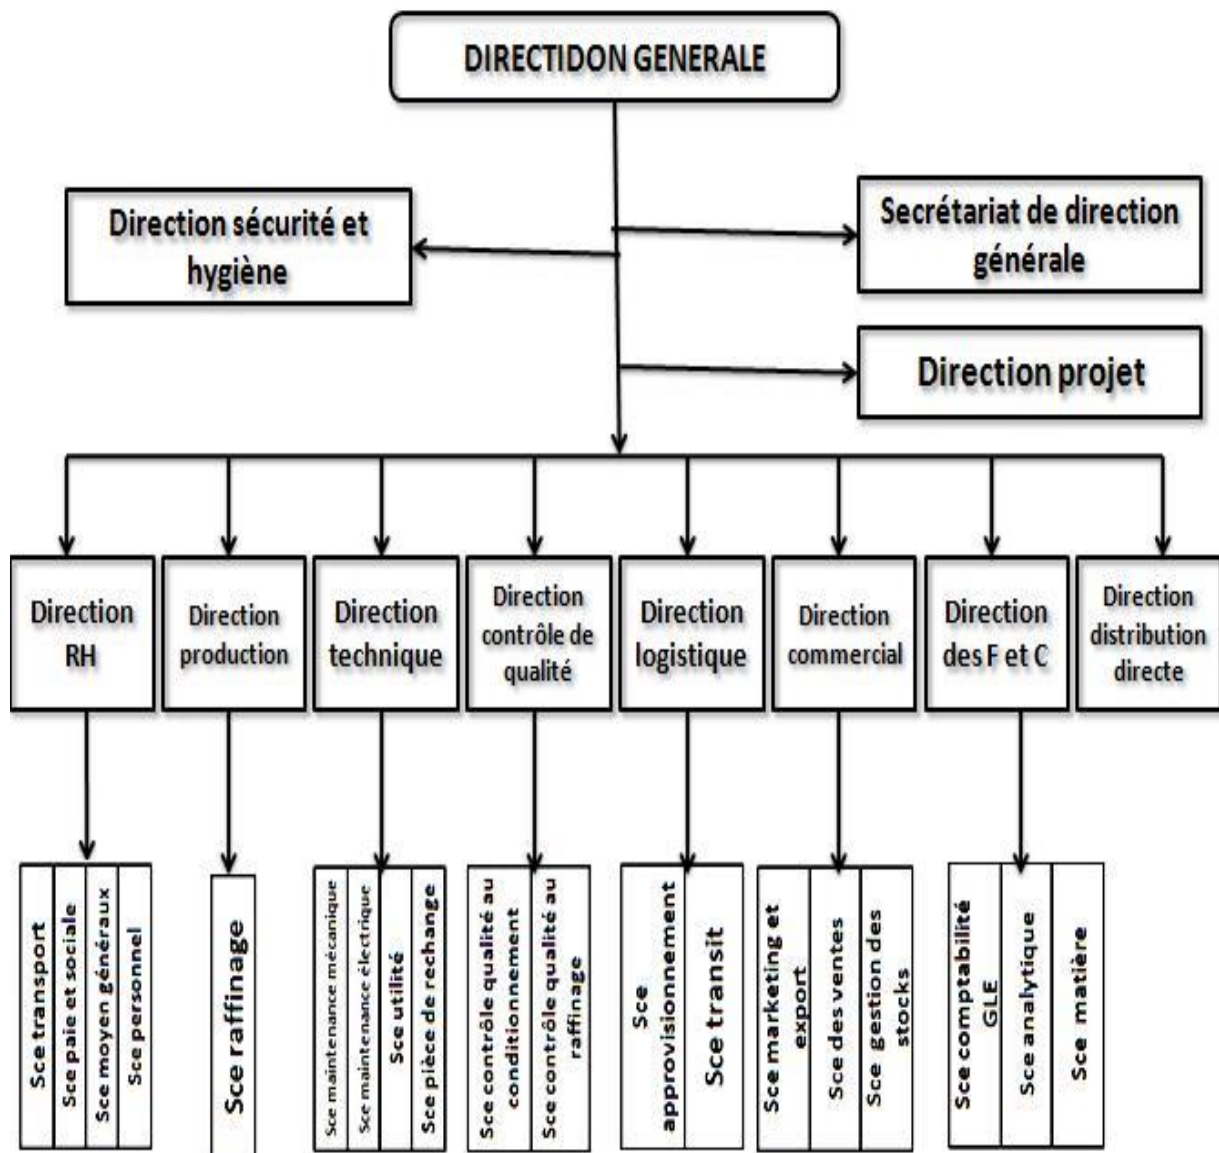 DIRECTIDON GENERALE
Direction sécurité et
hygiène
Secrétariat de direction
générale
Direction projet
Direction
RH
Direction
production
Direction
technique
Direction
contrôle de
qualité
Direction
logistique
Direction
commercial
Direction
des F et C
Direction
distribution
directe
Sce transport
Sce paie et sociale
Sce moyen généraux
Sce personnel
Sce raffinage
Sce maintenance mécanique
Sce maintenance électrique
Sce utilité
Sce pièce de rechange
Sce contrôle qualité au
conditionnement
Sce contrôle qualité au
raffinage
Sce
approvisionnement
Sce transit
Sce marketing et
export
Sce des ventes
Sce gestion des
stocks
Sce comptabilité
GLE
Sce analytique
Sce matière